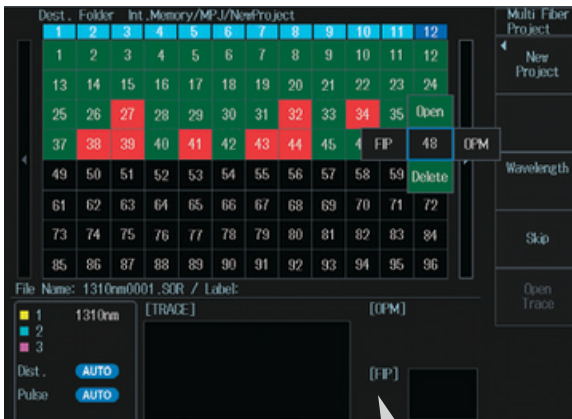 Dest. Folder Int.Memory/MPJ/NewProject
Multi Fiber
Project
1 2 3 4 5 6 7 8 9 10 11 12
1 2 3 4 5 6 7 8 9 10 11 12
New
Project
13 14 15 16 17 18 19 20 21 22 23 24
25 26 27 28 29 30 31 32 33 34 35 Open
37 38 39 40 41 42 43 44 45 4 FIP 48 OPM
49 50 51 52 53 54 55 56 57 58 59 Delete
Wavelength
61 62 63 64 65 66 67 68 69 70 71 72
73 74 75 76 77 78 79 80 81 82 83 84
Skip
85 86 87 88 89 90 91 92 93 94 95 96
File Name: 1310nm0001.SOR / Label:
Open
Trace
1 1310nm
2
3
Dist. AUTO
Pulse AUTO
[TRACE]
[OPM]
[FIP]